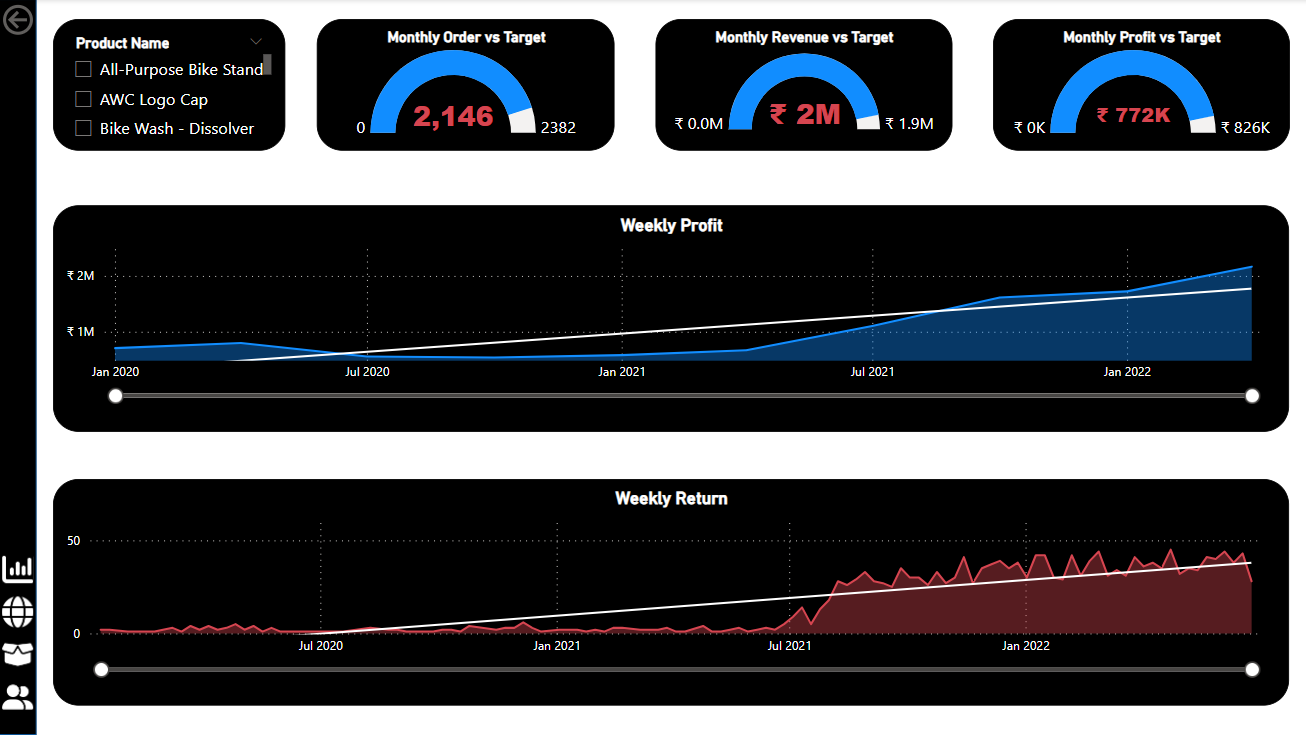 Product Name
All-Purpose Bike Stand
AWC Logo Cap
Bike Wash - Dissolver
Monthly Order vs Target
2,146
0
2382
Monthly Revenue vs Target
₹ 2M
₹ 0.0M
₹ 1.9M
Monthly Profit vs Target
₹ 772K
₹ 0K
₹ 826K
Weekly Profit
₹ 2M
₹ 1M
Jan 2020
Jul 2020
Jan 2021
Jul 2021
Jan 2022
Weekly Return
50
0
Jul 2020
Jan 2021
Jul 2021
Jan 2022